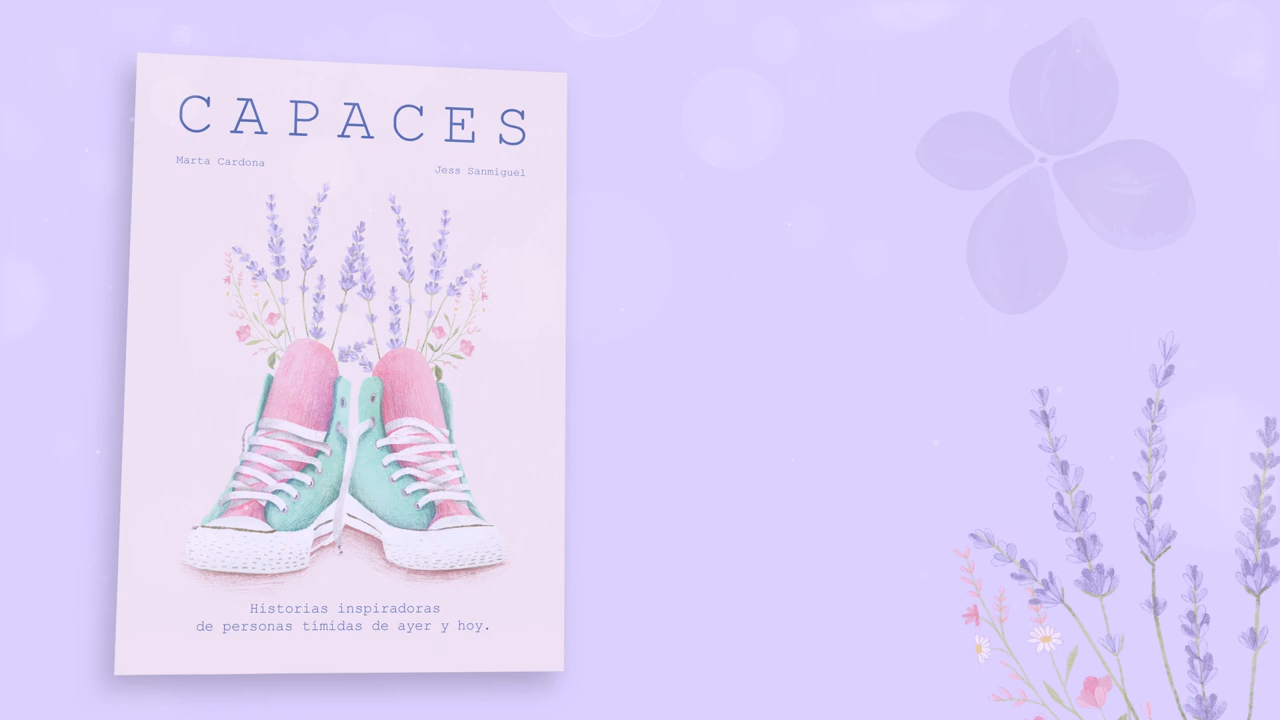 CAPACES
Marta Cardona
Jess Sanmiguel
Historias inspiradoras
de personas tímidas de ayer y hoy.